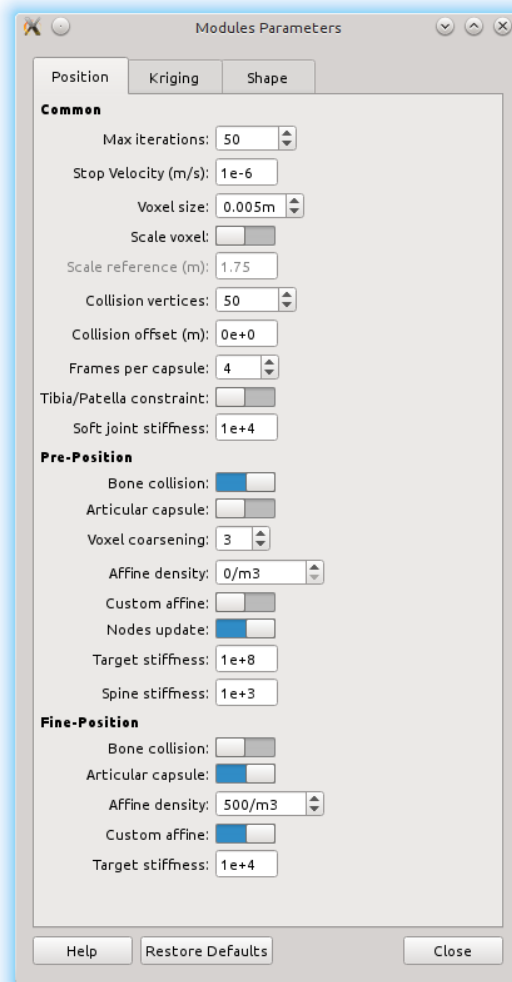 Modules Parameters
Position Kriging Shape
Common
Max iterations: 50
Stop Velocity (m/s): 1e-6
Voxel size: 0.005m
Scale voxel:
Scale reference (m): 1.75
Collision vertices: 50
Collision offset (m): 0e+0
Frames per capsule: 4
Tibia/Patella constraint:
Soft joint stiffness: 1e+4
Pre-Position
Bone collision:
Articular capsule:
Voxel coarsening: 3
Affine density: 0/m3
Custom affine:
Nodes update:
Target stiffness: 1e+8
Spine stiffness: 1e+3
Fine-Position
Bone collision:
Articular capsule:
Affine density: 500/m3
Custom affine:
Target stiffness: 1e+4
Help Restore Defaults Close